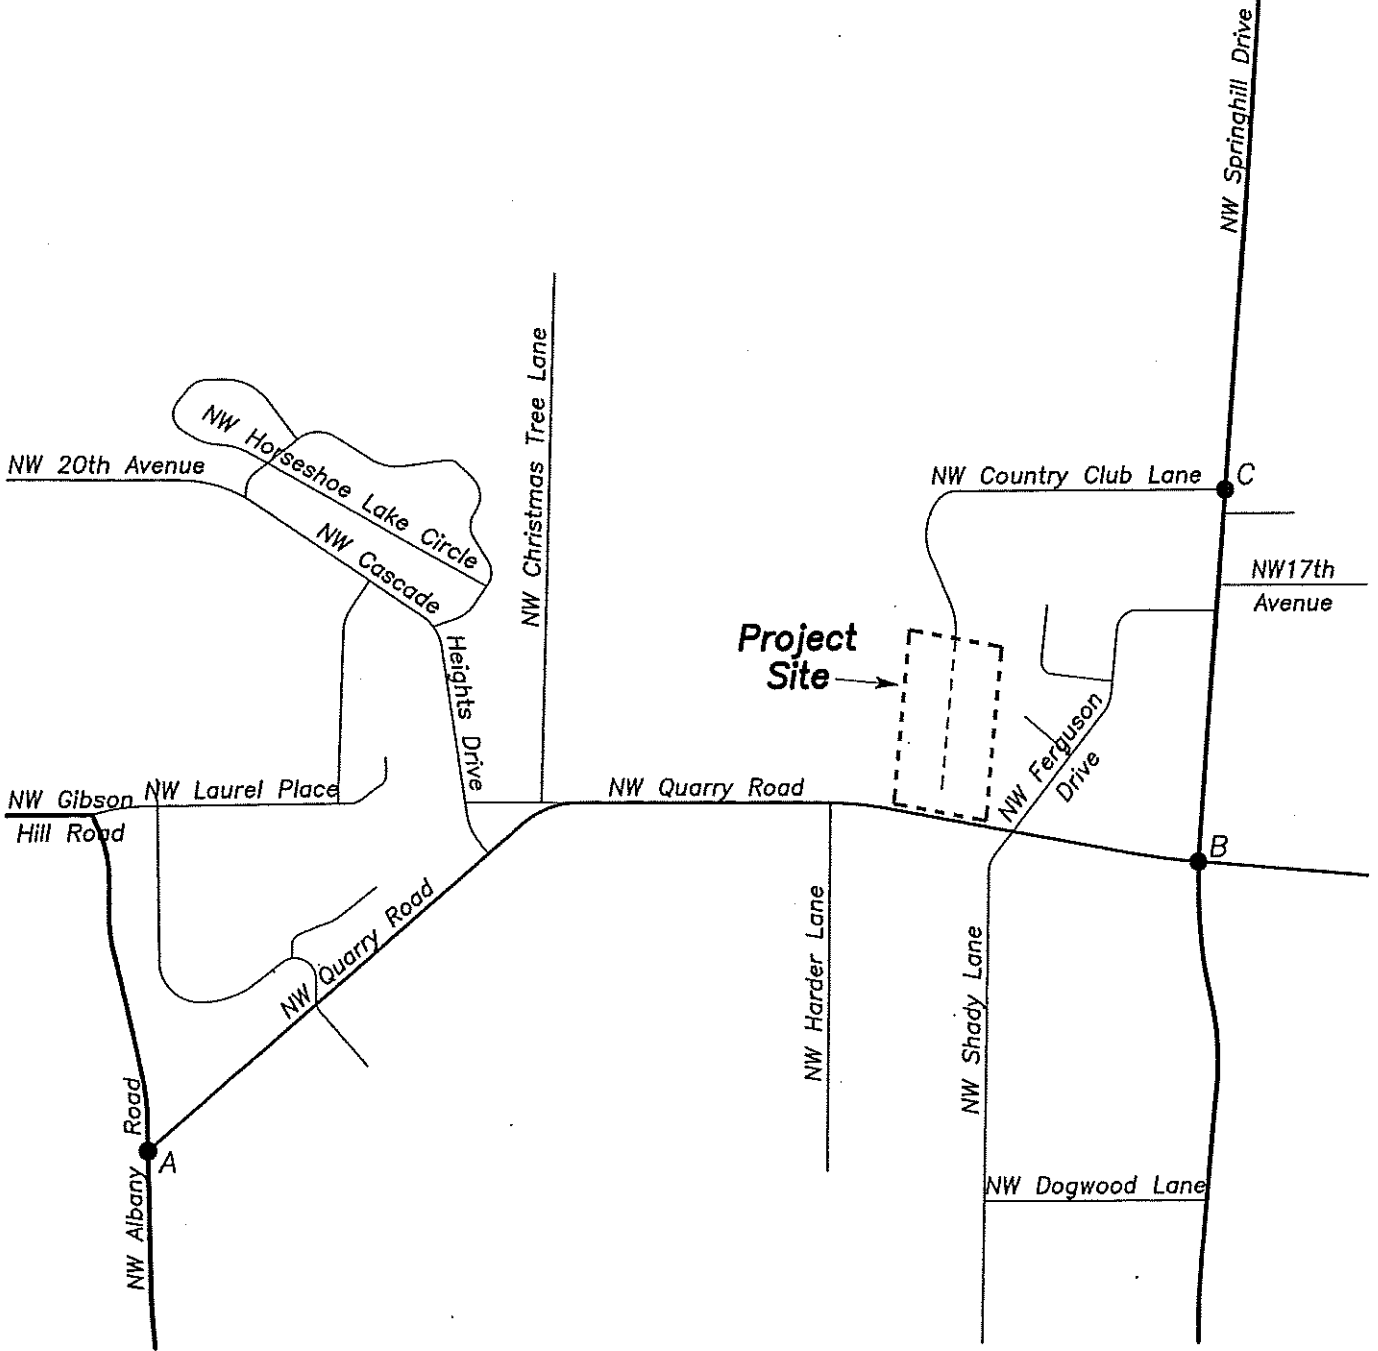 NW Springhill Drive
NW Christmas Tree Lane
NW Horseshoe Lake Circle
NW 20th Avenue
NW Cascade
Heights Drive
NW Country Club Lane
C
NW17th
Avenue
Project
Site
NW Ferguson
Drive
NW Gibson
Hill Road
NW Laurel Place
NW Quarry Road
B
NW Quarry Road
NW Harder Lane
NW Shady Lane
NW Albany Road
A
NW Dogwood Lane